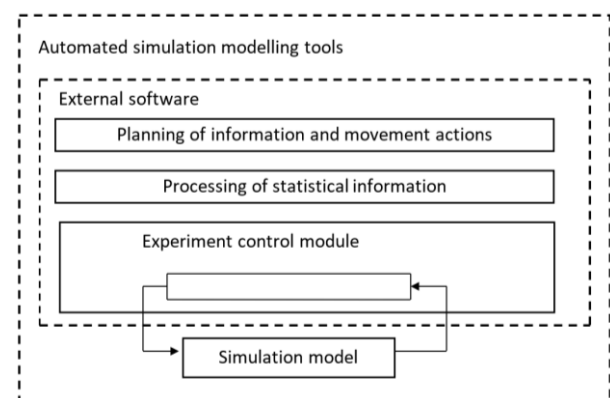 Automated simulation modelling tools
External software
Planning of information and movement actions
Processing of statistical information
Experiment control module
Simulation model